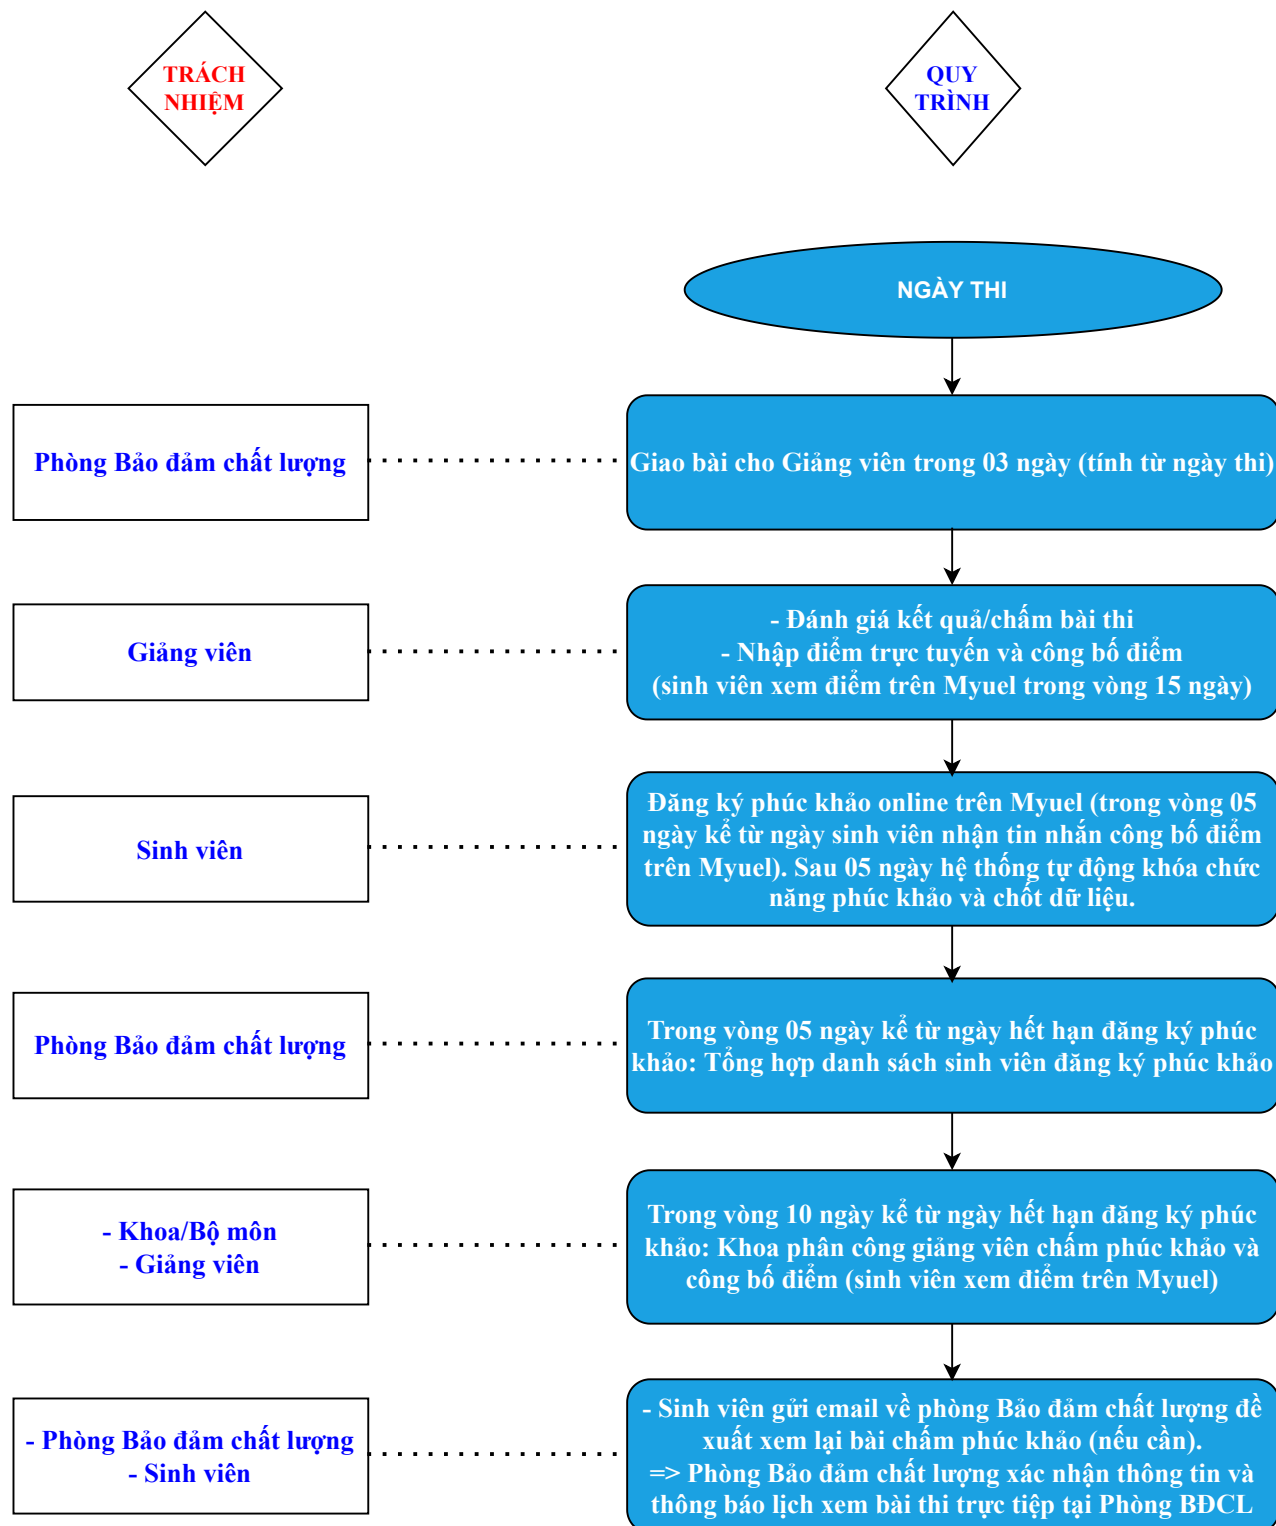 TRÁCH
NHIỆM
QUY
TRÌNH
NGÀY THI
Phòng Bảo đảm chất lượng
Giao bài cho Giảng viên trong 03 ngày (tính từ ngày thi)
Giảng viên
- Đánh giá kết quả/chấm bài thi
- Nhập điểm trực tuyến và công bố điểm
(sinh viên xem điểm trên Myuel trong vòng 15 ngày)
Sinh viên
Đăng ký phúc khảo online trên Myuel (trong vòng 05
ngày kể từ ngày sinh viên nhận tin nhắn công bố điểm
trên Myuel). Sau 05 ngày hệ thống tự động khóa chức
năng phúc khảo và chốt dữ liệu.
Phòng Bảo đảm chất lượng
Trong vòng 05 ngày kể từ ngày hết hạn đăng ký phúc
khảo: Tổng hợp danh sách sinh viên đăng ký phúc khảo
- Khoa/Bộ môn
- Giảng viên
Trong vòng 10 ngày kể từ ngày hết hạn đăng ký phúc
khảo: Khoa phân công giảng viên chấm phúc khảo và
công bố điểm (sinh viên xem điểm trên Myuel)
- Phòng Bảo đảm chất lượng
- Sinh viên
- Sinh viên gửi email về phòng Bảo đảm chất lượng đề
xuất xem lại bài chấm phúc khảo (nếu cần).
=> Phòng Bảo đảm chất lượng xác nhận thông tin và
thông báo lịch xem bài thi trực tiếp tại Phòng BĐCL